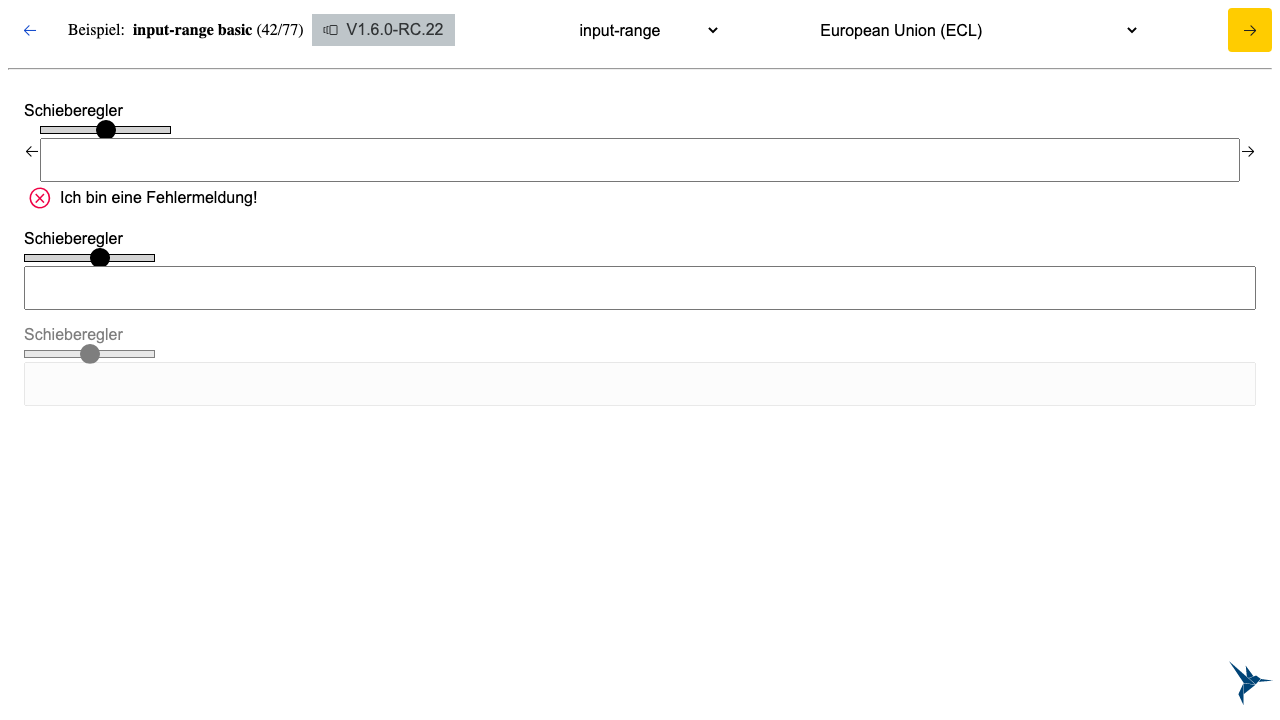 Beispiel: input-range basic (42/77) V1.6.0-RC.22 input-range European Union (ECL)
Schieberegler
Ich bin eine Fehlermeldung!
Schieberegler
Schieberegler